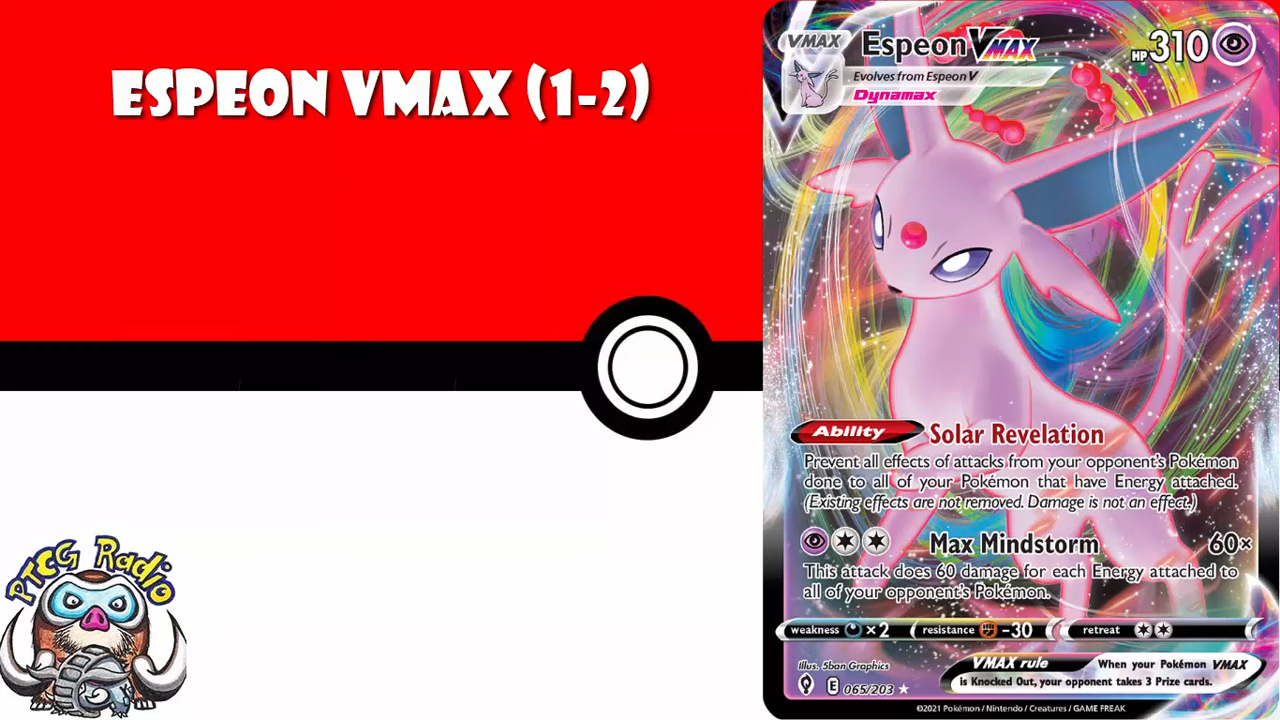 ESPEON VMAX (1-2)
PTCG Radio
VMAX
Espeon VMAX
HP 310
Evolves from Espeon V
Dynamax
Ability Solar Revelation
Prevent all effects of attacks from your opponent's Pokémon
done to all of your Pokémon that have Energy attached.
(Existing effects are not removed. Damage is not an effect.)
Max Mindstorm 60×
This attack does 60 damage for each Energy attached to
all of your opponent's Pokémon.
weakness ×2 resistance -30 retreat
Illus. 5ban Graphics
E 065/203 ★
VMAX rule When your Pokémon VMAX
is Knocked Out, your opponent takes 3 Prize cards.
©2021 Pokémon / Nintendo / Creatures / GAME FREAK